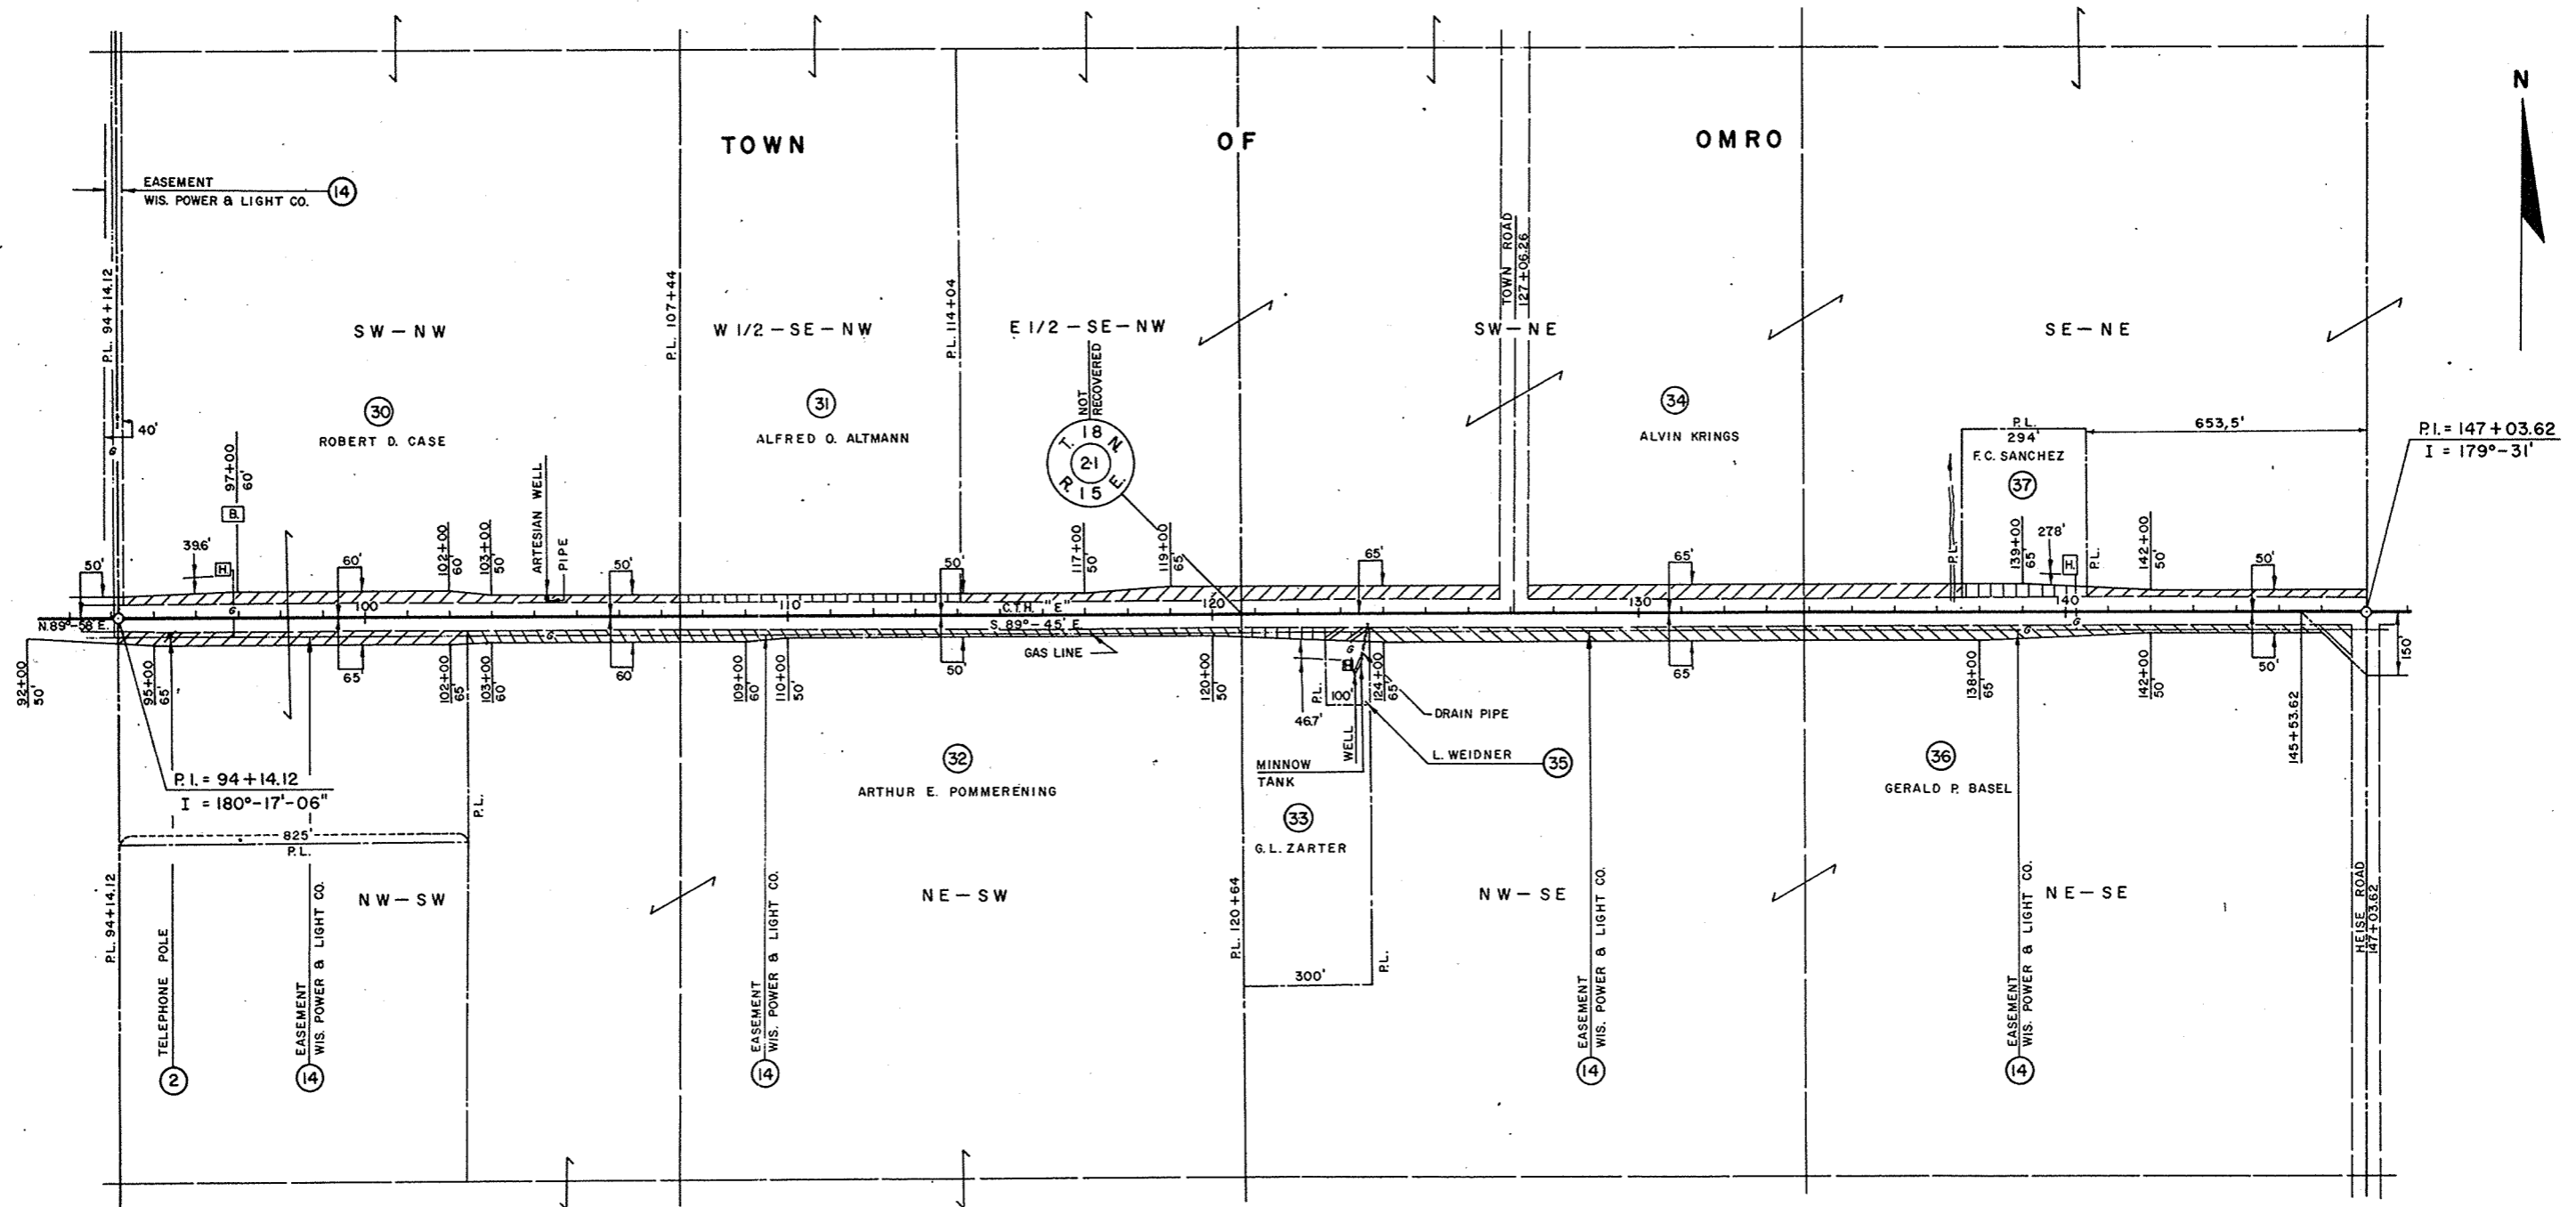 N
TOWN OF OMRO
EASEMENT
WIS. POWER & LIGHT CO.
14
P.L. 94+14.12
P.L. 107+44
P.L. 114+04
TOWN ROAD
127+06.26
SW-NW
W 1/2-SE-NW
E 1/2-SE-NW
SW-NE
SE-NE
30
ROBERT D. CASE
31
ALFRED O. ALTMANN
NOT
RECOVERED
T. 18 N.
21
R. 15 E.
34
ALVIN KRINGS
P.L.
294'
F.C. SANCHEZ
37
653.5'
P.I. = 147+03.62
I = 179°-31'
40'
G
97+00
60'
B.
39.6'
H
50'
60'
102+00
60'
103+00
50'
ARTESIAN WELL
PIPE
50'
50'
117+00
50'
119+00
65'
65'
65'
P.L.
139+00
65'
27.8'
H.
P.L.
142+00
50'
50'
G
100
110
C.T.H. "E"
120
130
140
N. 89°-58' E.
S. 89°-45' E.
G
G
G
G
GAS LINE
92+00
50'
95+00
65'
65'
102+00
65'
103+00
60'
60'
109+00
60'
110+00
50'
50'
120+00
50'
46.7'
P.L.
100'
G
H
124+00
65'
DRAIN PIPE
WELL
MINNOW
TANK
L. WEIDNER
35
65'
138+00
65'
142+00
50'
50'
145+53.62
150'
P.I. = 94+14.12
I = 180°-17'-06"
825'
P.L.
P.L.
32
ARTHUR E. POMMERENING
33
G.L. ZARTER
36
GERALD P. BASEL
P.L. 94+14.12
NW-SW
NE-SW
P.L. 120+64
300'
P.L.
NW-SE
NE-SE
HEISE ROAD
147+03.62
TELEPHONE POLE
2
EASEMENT
WIS. POWER & LIGHT CO.
14
EASEMENT
WIS. POWER & LIGHT CO.
14
EASEMENT
WIS. POWER & LIGHT CO.
14
EASEMENT
WIS. POWER & LIGHT CO.
14